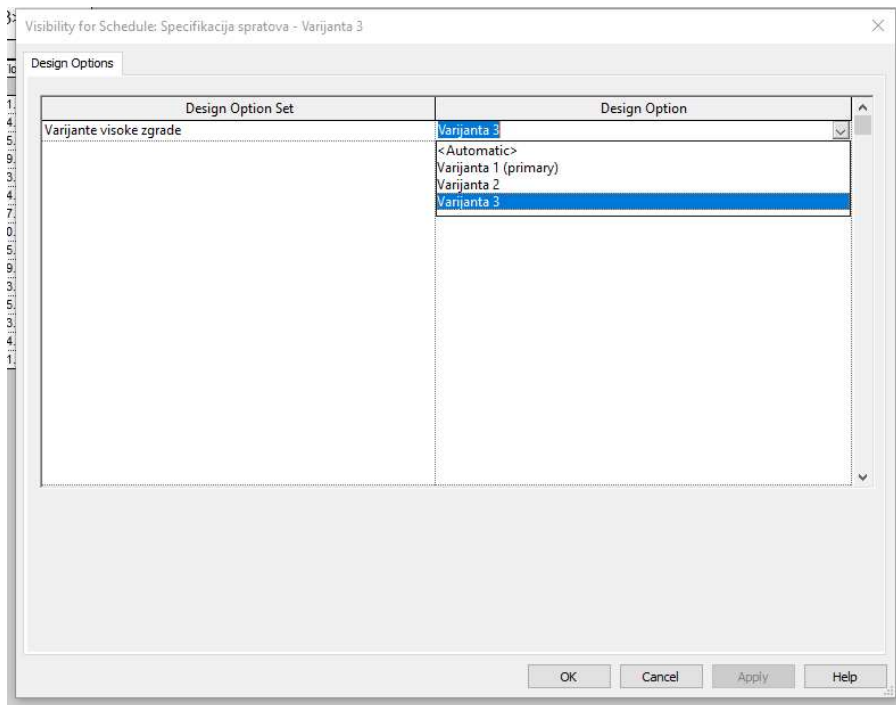 Visibility for Schedule: Specifikacija spratova - Varijanta 3
Design Options
Design Option Set
Design Option
Varijante visoke zgrade
Varijanta 3
<Automatic>
Varijanta 1 (primary)
Varijanta 2
Varijanta 3
OK
Cancel
Apply
Help